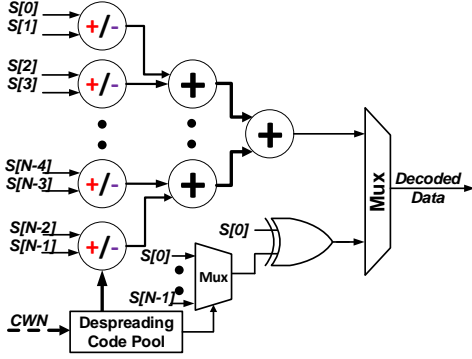 S[0]
S[1]
+/-
S[2]
S[3]
+/-
+
+
S[N-4]
S[N-3]
+/-
+
S[N-2]
S[N-1]
+/-
S[0]
S[0]
Mux
S[N-1]
Mux
Decoded
Data
CWN
Despreading
Code Pool